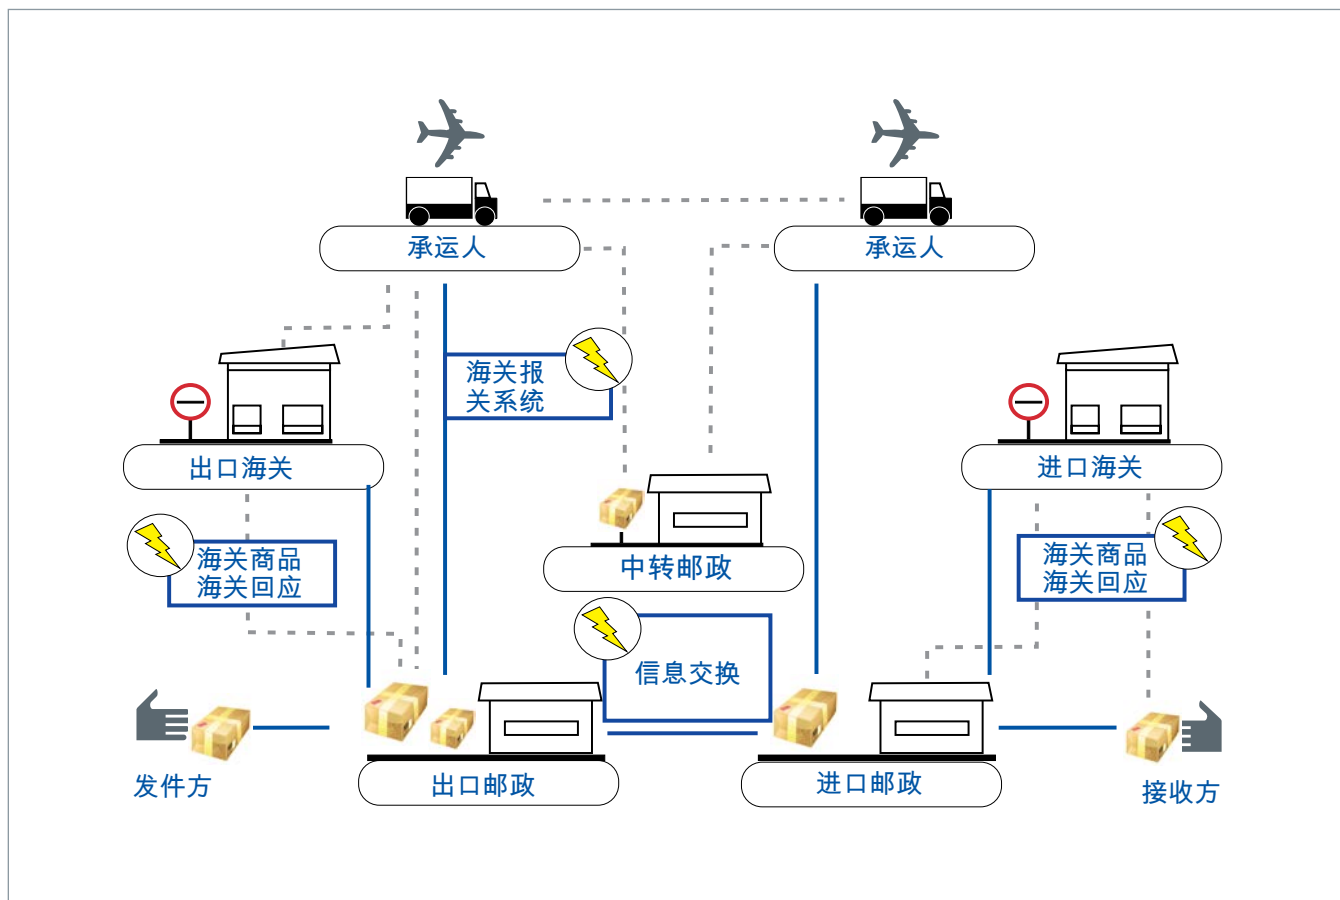 承运人
承运人
海关报
关系统
出口海关
进口海关
海关商品
海关回应
中转邮政
海关商品
海关回应
信息交换
发件方
出口邮政
进口邮政
接收方